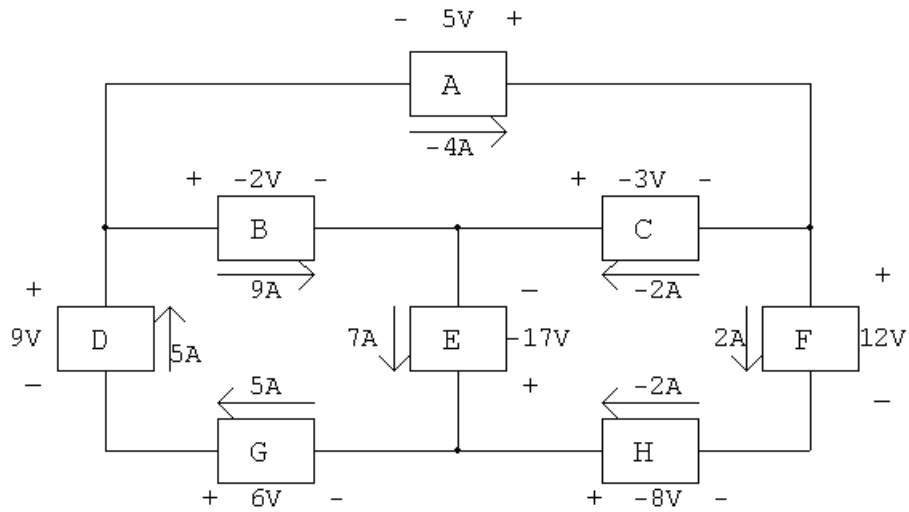 - 5V +
A
-4A
+ -2V - + -3V -
B C
9A -2A
+ - +
9V D 5A 7A E -17V 2A F 12V
- + -
5A -2A
G H
+ 6V - + -8V -